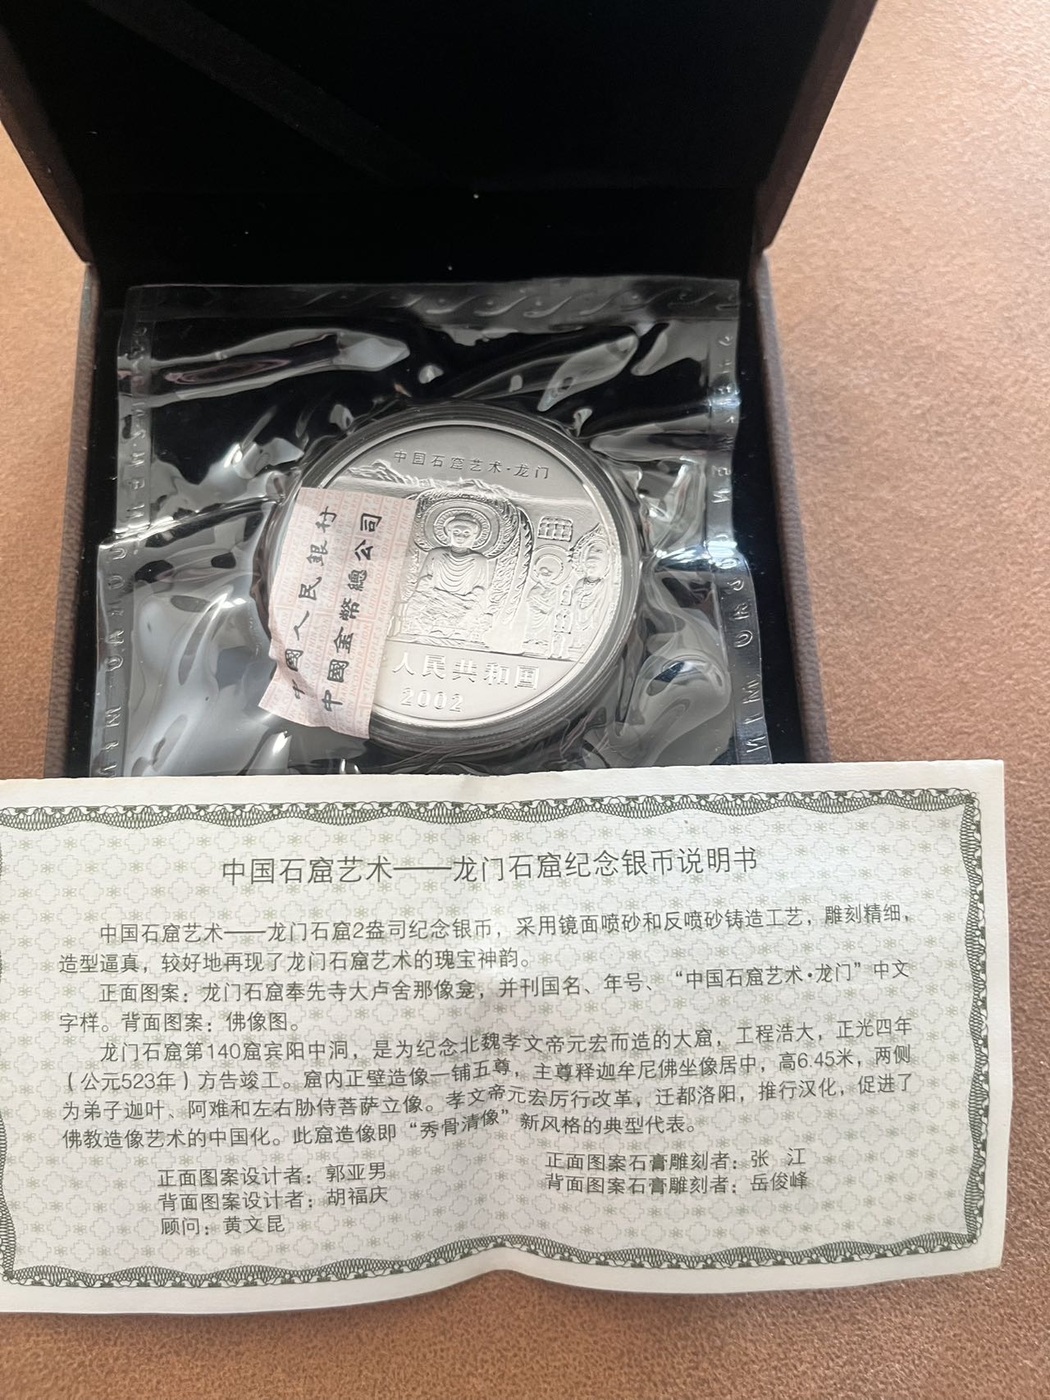 中国石窟艺术·龙门
中國人民銀行
中國金幣總公司
人民共和国
2002
中国石窟艺术——龙门石窟纪念银币说明书
中国石窟艺术——龙门石窟2盎司纪念银币，采用镜面喷砂和反喷砂铸造工艺，雕刻精细，
造型逼真，较好地再现了龙门石窟艺术的瑰宝神韵。
正面图案：龙门石窟奉先寺大卢舍那像龛，并刊国名、年号、“中国石窟艺术·龙门”中文
字样。背面图案：佛像图。
龙门石窟第140窟宾阳中洞，是为纪念北魏孝文帝元宏而造的大窟，工程浩大，正光四年
（公元523年）方告竣工。窟内正壁造像一铺五尊，主尊释迦牟尼佛坐像居中，高6.45米，两侧
为弟子迦叶、阿难和左右胁侍菩萨立像。孝文帝元宏厉行改革，迁都洛阳，推行汉化，促进了
佛教造像艺术的中国化。此窟造像即“秀骨清像”新风格的典型代表。
正面图案设计者：郭亚男
背面图案设计者：胡福庆
顾问：黄文昆
正面图案石膏雕刻者：张 江
背面图案石膏雕刻者：岳俊峰